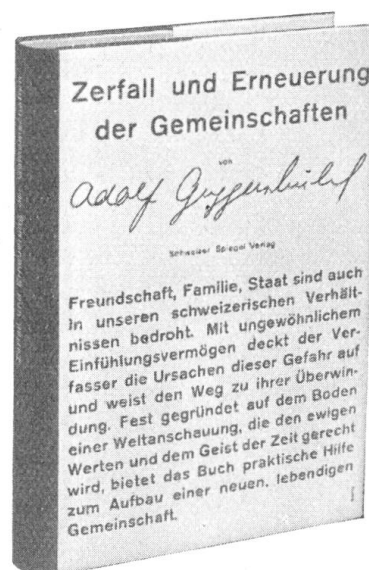 Zerfall und Erneuerung
der Gemeinschaften
von
Adolf Guggenbühl
Schweizer Spiegel Verlag
Freundschaft, Familie, Staat sind auch
in unseren schweizerischen Verhält-
nissen bedroht. Mit ungewöhnlichem
Einfühlungsvermögen deckt der Ver-
fasser die Ursachen dieser Gefahr auf
und weist den Weg zu ihrer Überwin-
dung. Fest gegründet auf dem Boden
einer Weltanschauung, die den ewigen
Werten und dem Geist der Zeit gerecht
wird, bietet das Buch praktische Hilfe
zum Aufbau einer neuen, lebendigen
Gemeinschaft.